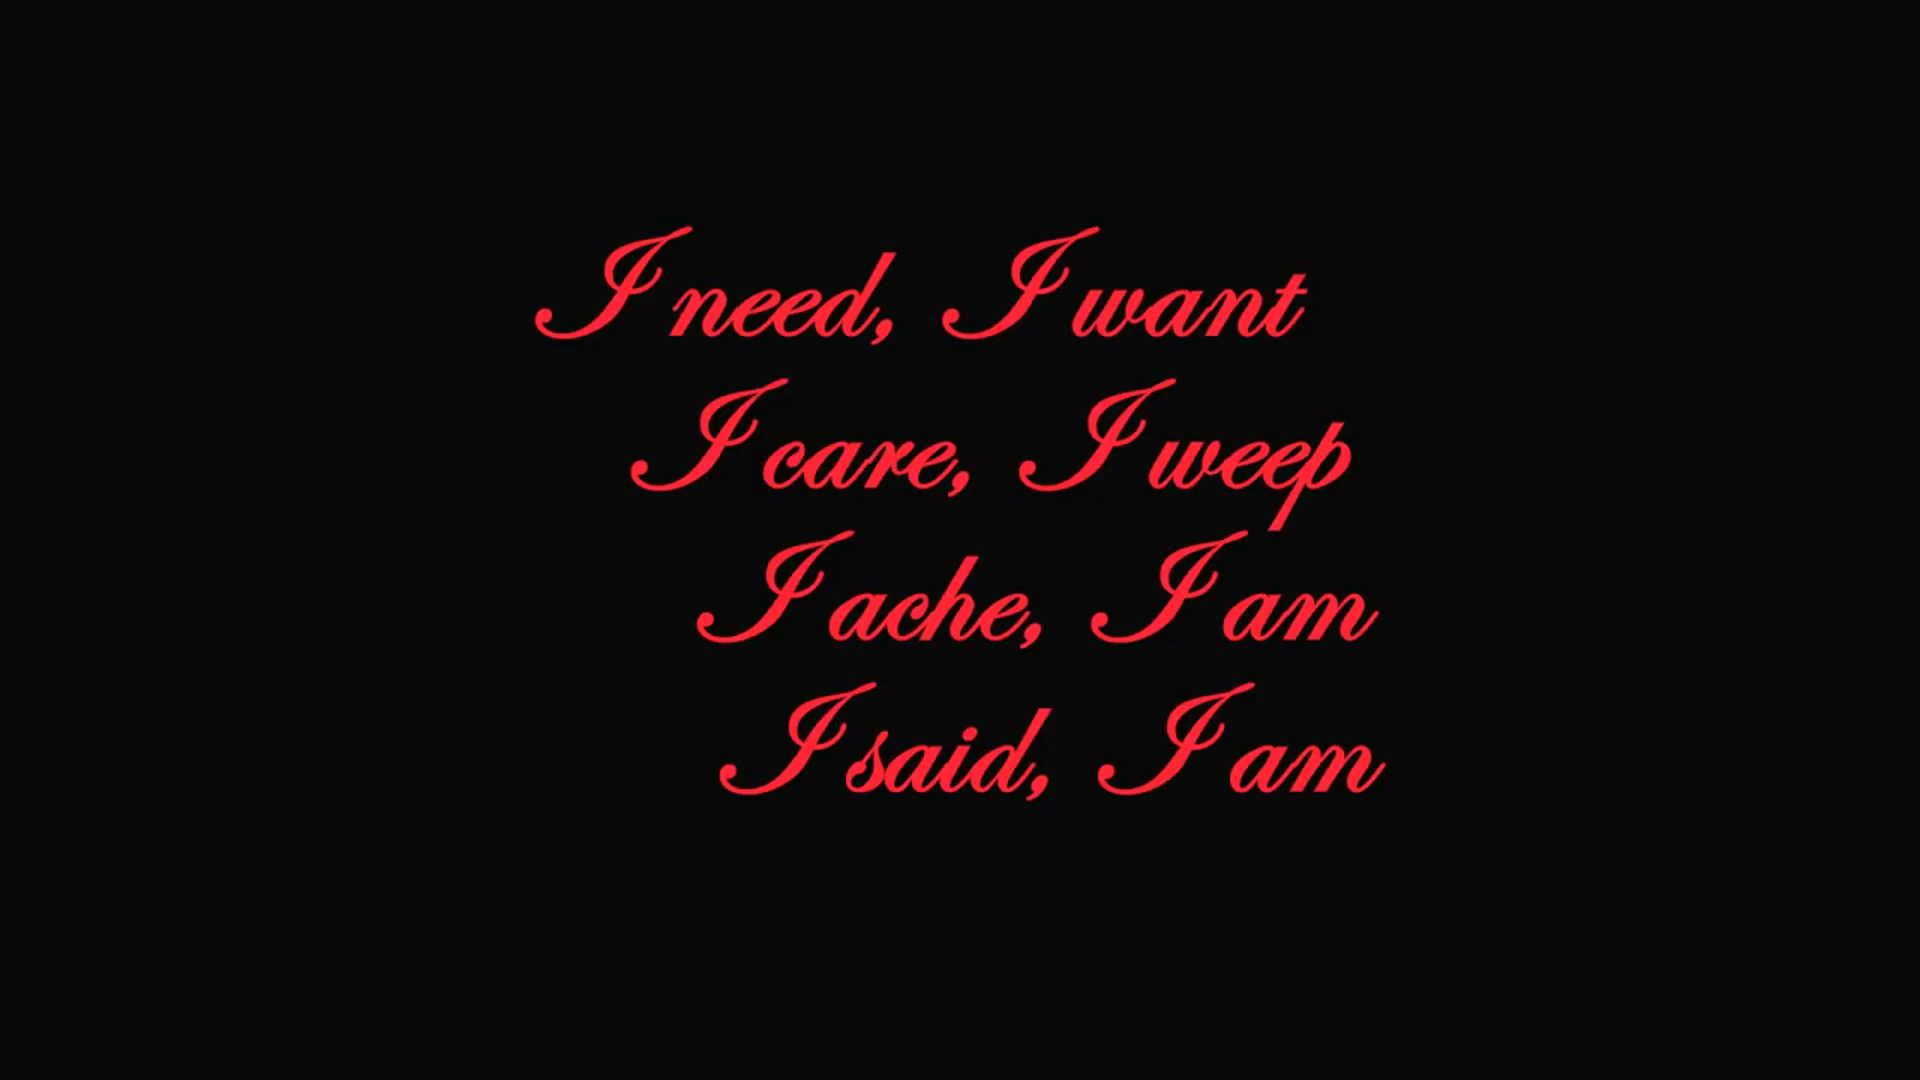 I need, I want
I care, I weep
I ache, I am
I said, I am